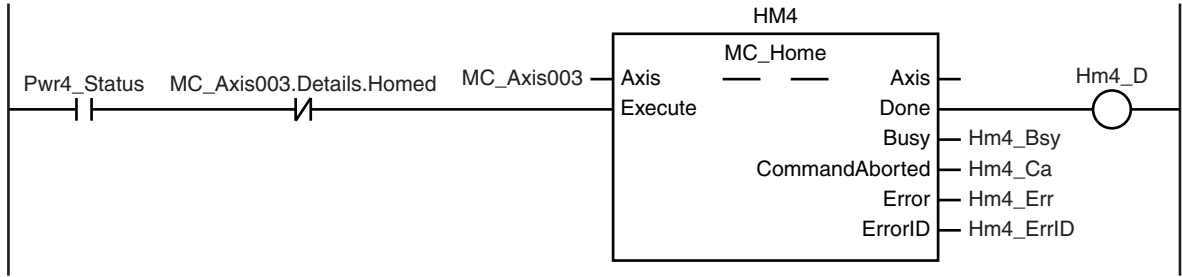 HM4
MC_Home
Pwr4_Status MC_Axis003.Details.Homed MC_Axis003 Axis Axis Hm4_D
Execute Done
Busy Hm4_Bsy
CommandAborted Hm4_Ca
Error Hm4_Err
ErrorID Hm4_ErrID